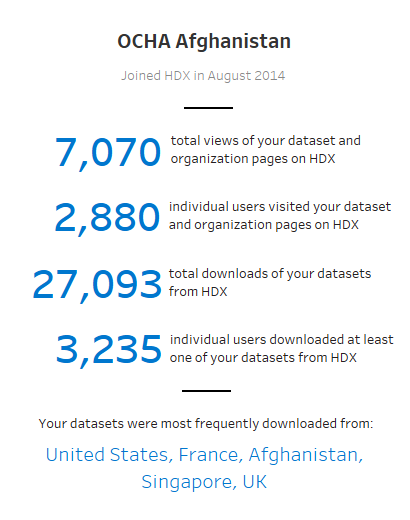 OCHA Afghanistan
Joined HDX in August 2014
7,070 total views of your dataset and
organization pages on HDX
2,880 individual users visited your dataset
and organization pages on HDX
27,093 total downloads of your datasets
from HDX
3,235 individual users downloaded at least
one of your datasets from HDX
Your datasets were most frequently downloaded from:
United States, France, Afghanistan,
Singapore, UK